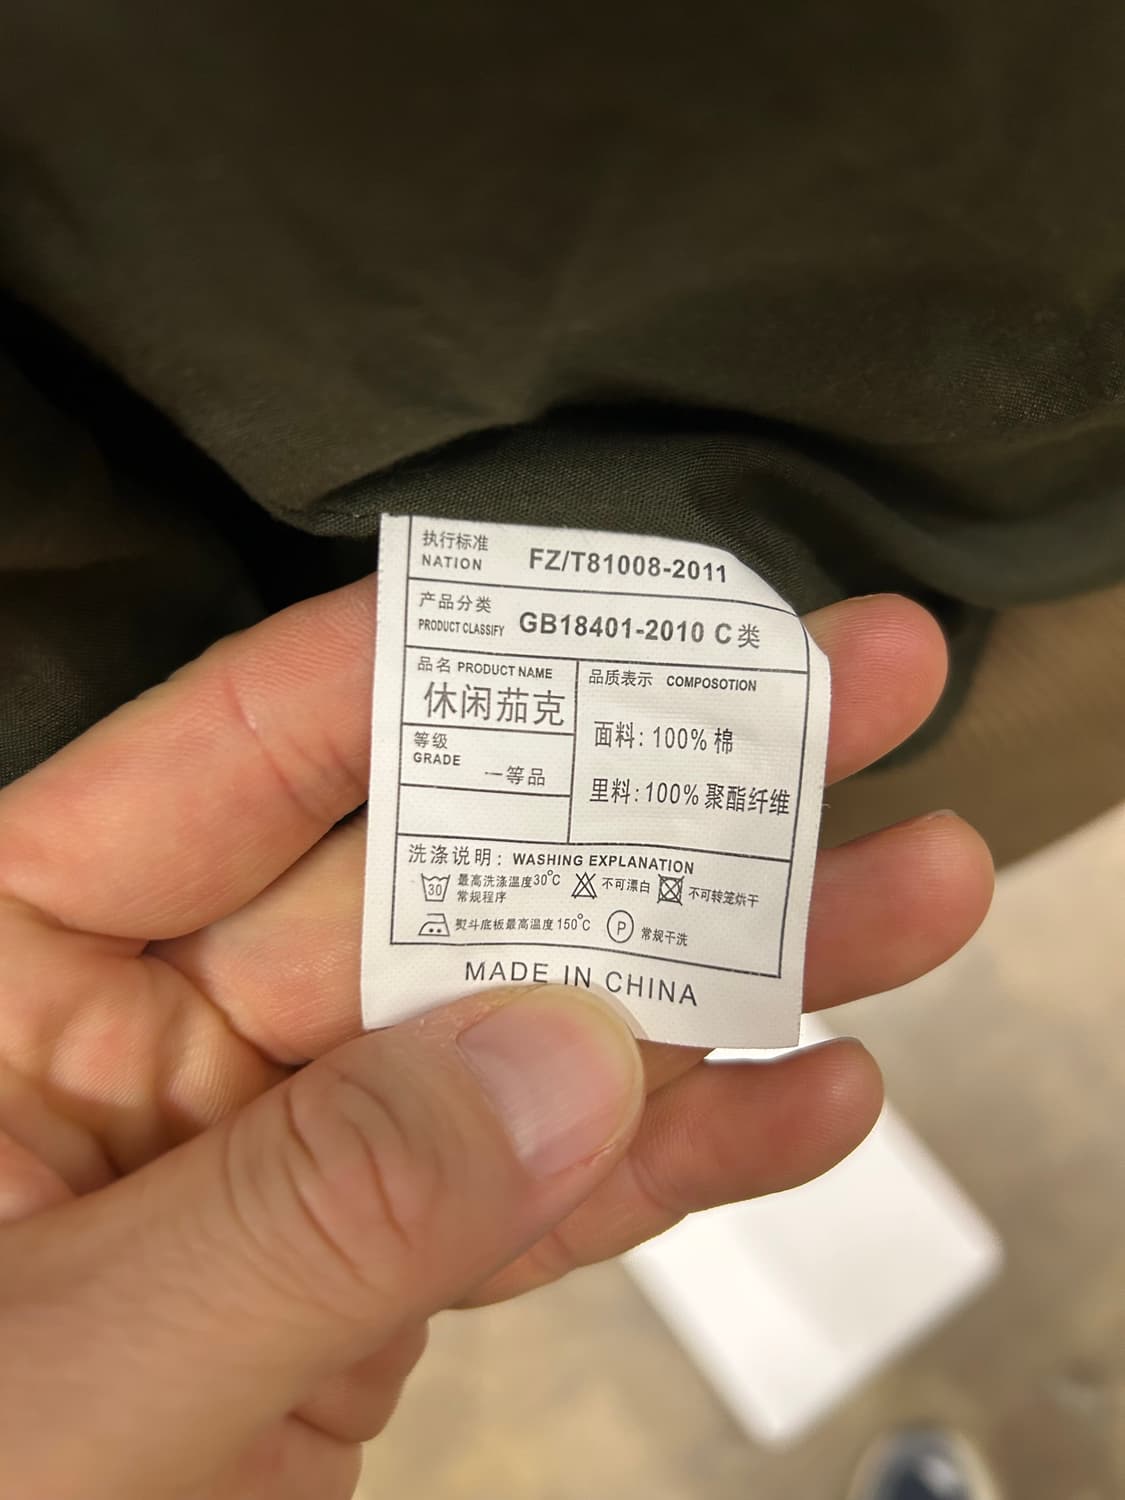 执行标准
NATION
FZ/T81008-2011
产品分类
PRODUCT CLASSIFY
GB18401-2010 C类
品名 PRODUCT NAME
休闲茄克
等级
GRADE
一等品
品质表示 COMPOSOTION
面料: 100% 棉
里料: 100% 聚酯纤维
洗涤说明: WASHING EXPLANATION
30 最高洗涤温度30°C
常规程序
不可漂白
不可转笼烘干
熨斗底板最高温度150°C
P 常规干洗
MADE IN CHINA